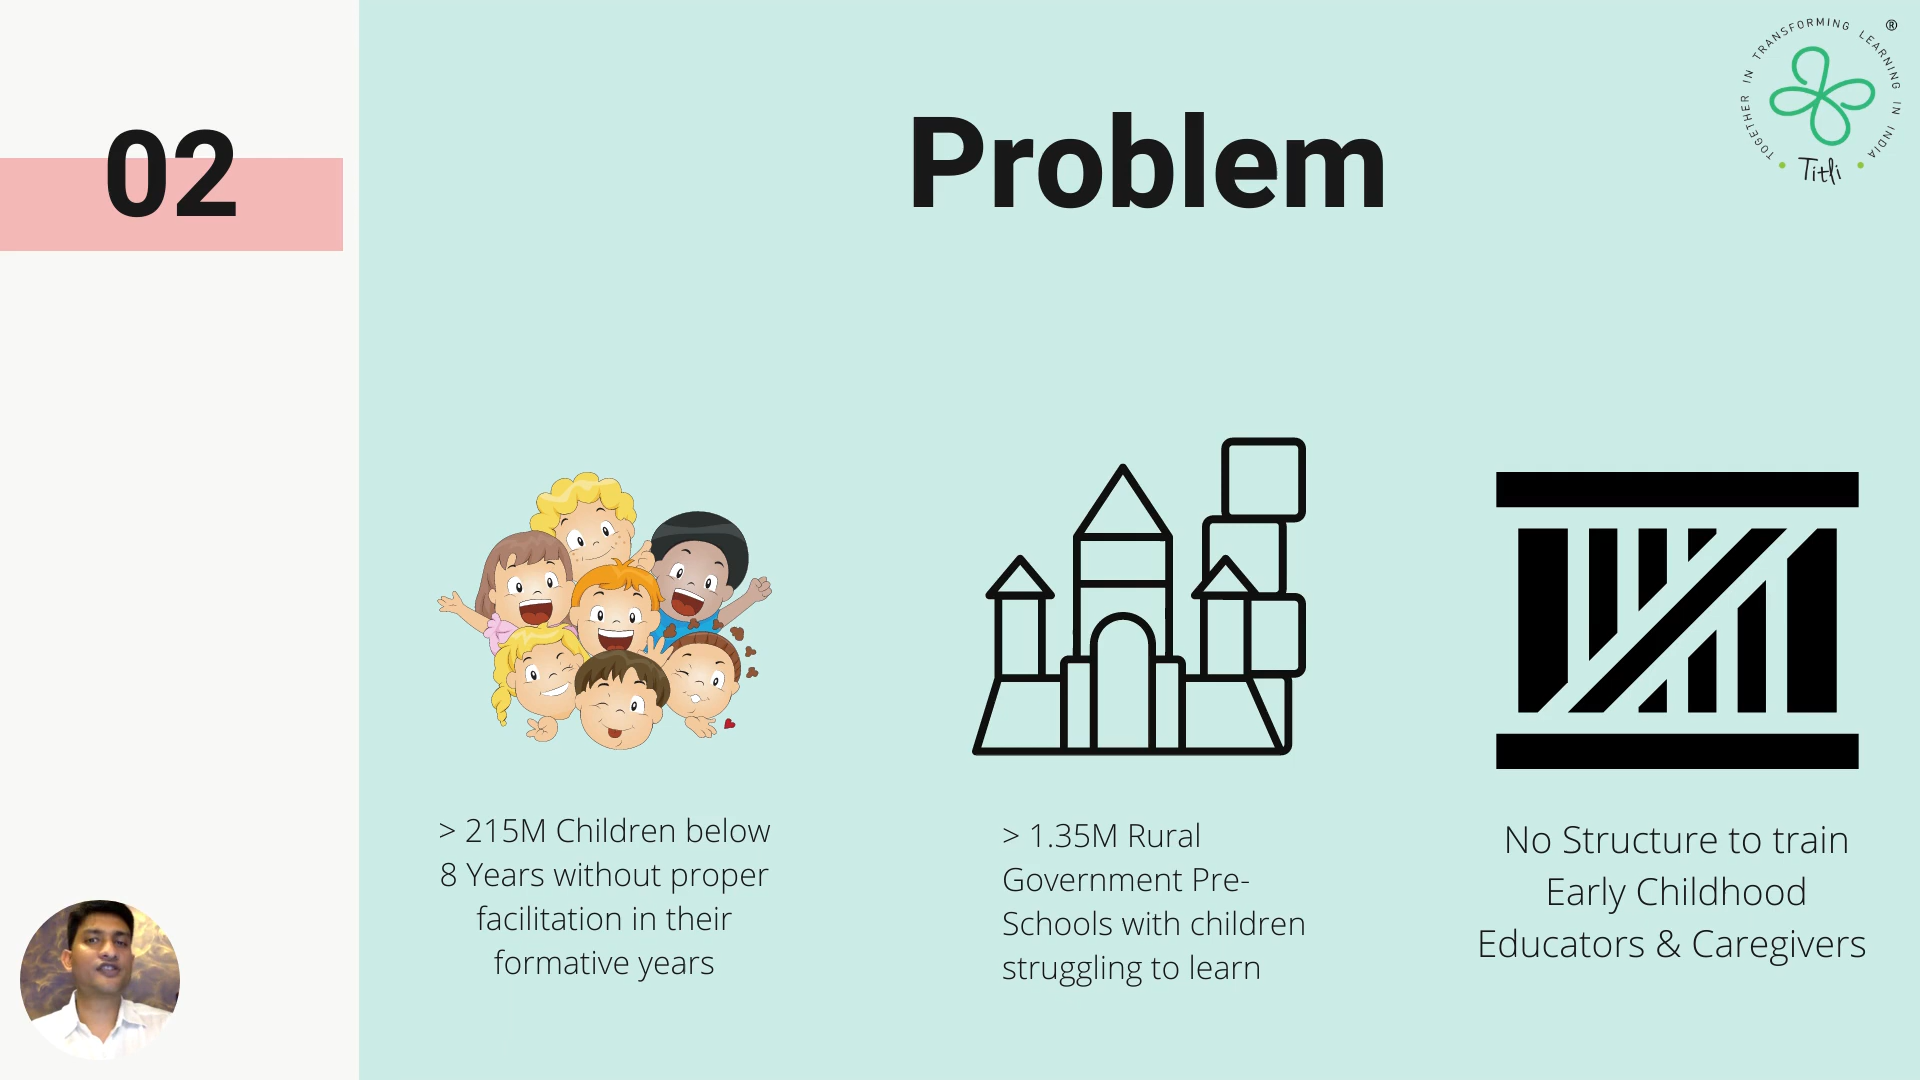 02
Problem
TOGETHER IN TRANSFORMING LEARNING IN INDIA
®
Titli
> 215M Children below
8 Years without proper
facilitation in their
formative years
> 1.35M Rural
Government Pre-
Schools with children
struggling to learn
No Structure to train
Early Childhood
Educators & Caregivers